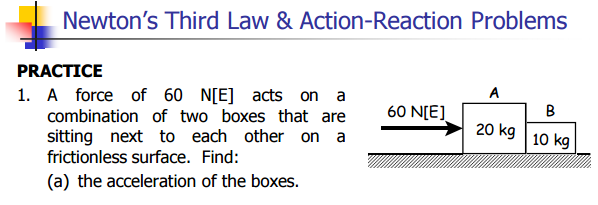 Newton's Third Law & Action-Reaction Problems
PRACTICE
1. A force of 60 N[E] acts on a
combination of two boxes that are
sitting next to each other on a
frictionless surface. Find:
(a) the acceleration of the boxes.
60 N[E]
A
20 kg
B
10 kg